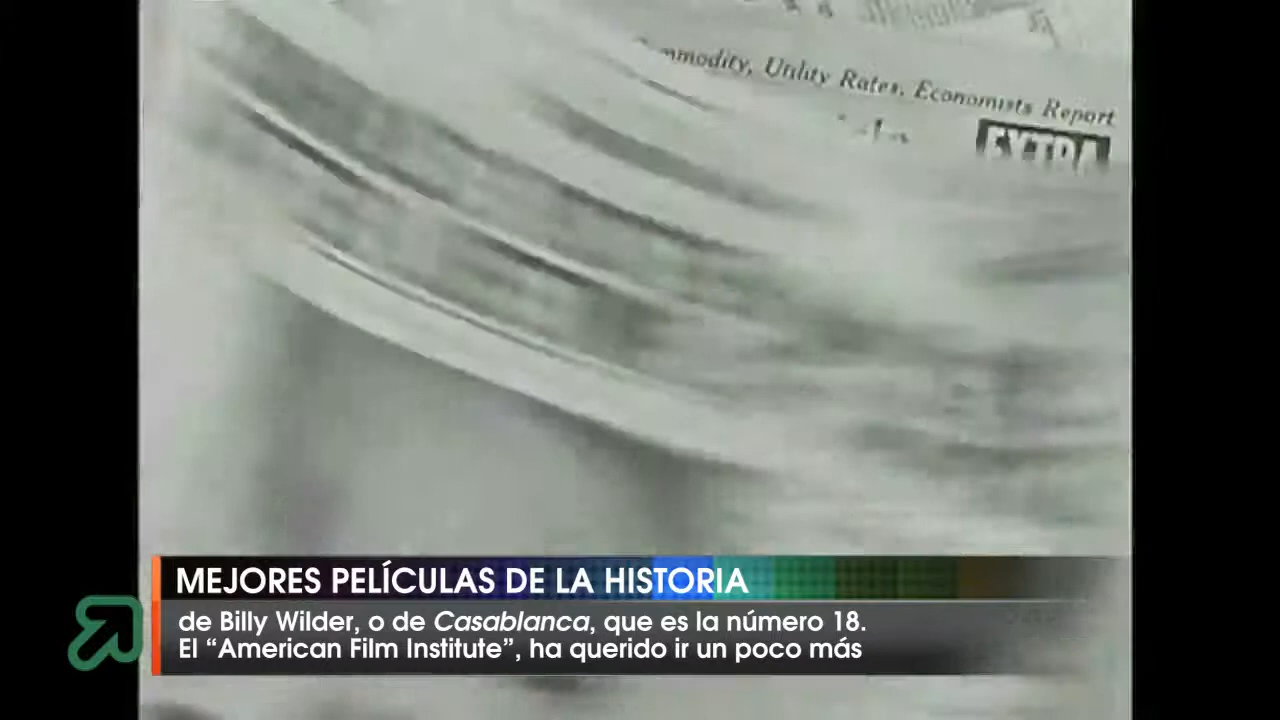 Utility Rates, Economists Report
EXTRA
MEJORES PELÍCULAS DE LA HISTORIA
de Billy Wilder, o de Casablanca, que es la número 18.
El “American Film Institute”, ha querido ir un poco más